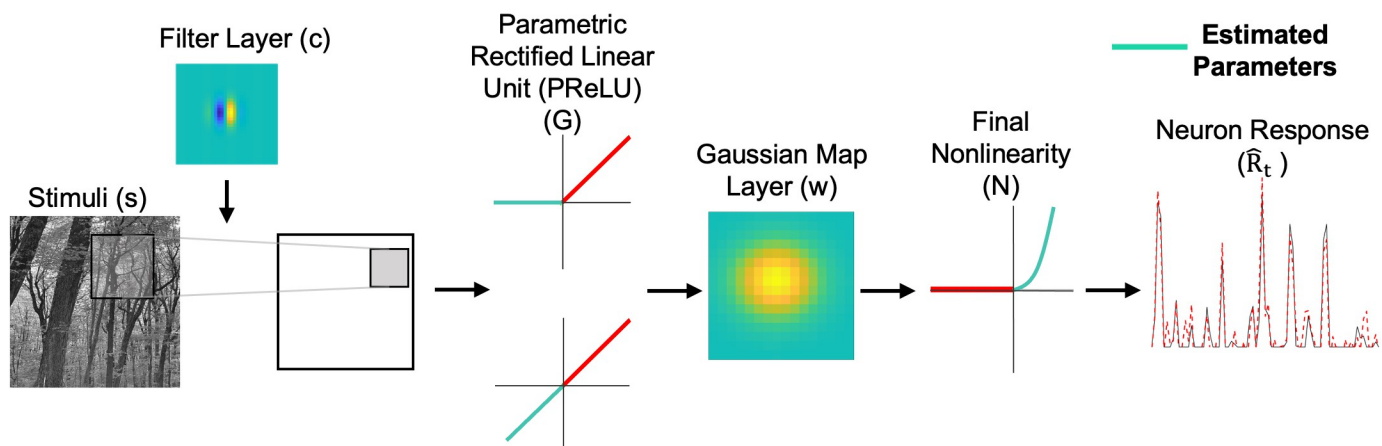 Filter Layer (c)
Stimuli (s)
Parametric
Rectified Linear
Unit (PReLU)
(G)
Gaussian Map
Layer (w)
Final
Nonlinearity
(N)
Estimated
Parameters
Neuron Response
(R̂t )